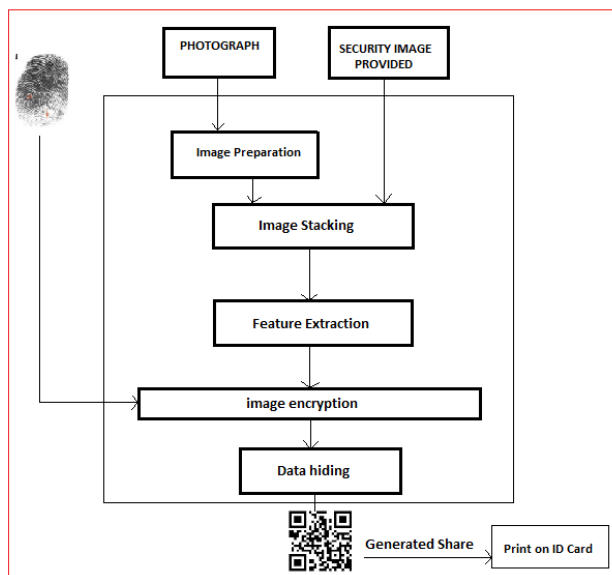 PHOTOGRAPH
SECURITY IMAGE
PROVIDED
Image Preparation
Image Stacking
Feature Extraction
image encryption
Data hiding
Generated Share
Print on ID Card